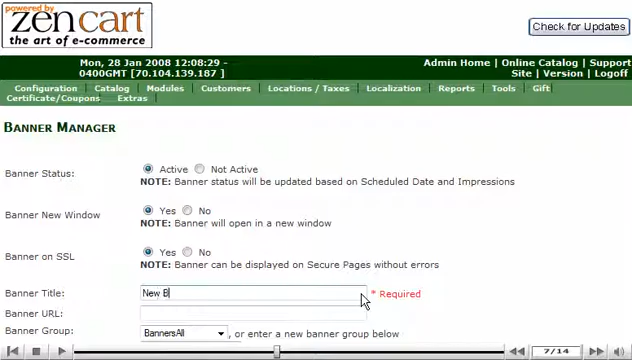 powered by
zen cart
the art of e-commerce
Check for Updates
Mon, 28 Jan 2008 12:08:29 -
0400GMT [70.104.139.187 ]
Admin Home | Online Catalog | Support
Site | Version | Logoff
Configuration | Catalog | Modules | Customers | Locations / Taxes | Localization | Reports | Tools | Gift
Certificate/Coupons Extras |
BANNER MANAGER
Banner Status: Active Not Active
NOTE: Banner status will be updated based on Scheduled Date and Impressions
Banner New Window Yes No
NOTE: Banner will open in a new window
Banner on SSL Yes No
NOTE: Banner can be displayed on Secure Pages without errors
Banner Title: New B * Required
Banner URL:
Banner Group: BannersAll , or enter a new banner group below
7/14